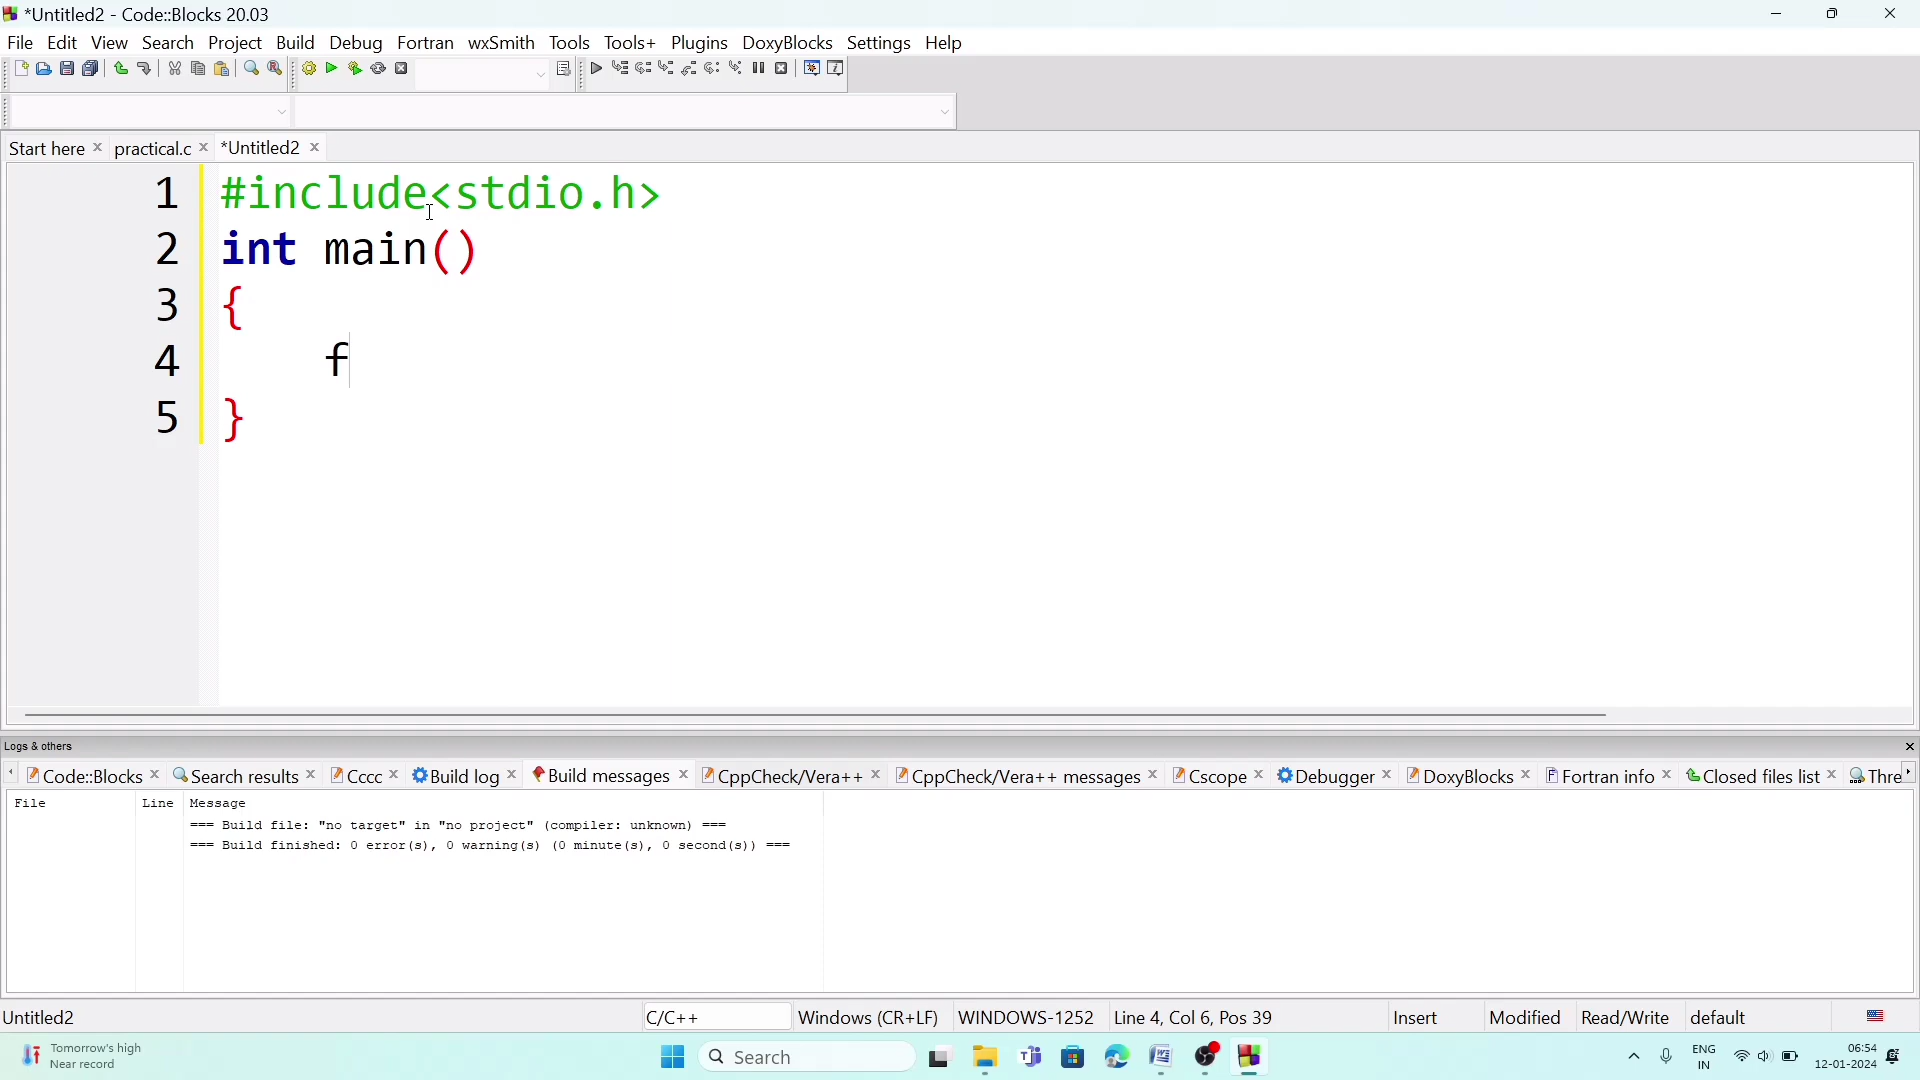 *Untitled2 - Code::Blocks 20.03
File Edit View Search Project Build Debug Fortran wxSmith Tools Tools+ Plugins DoxyBlocks Settings Help
Start here practical.c *Untitled2
1 #include<stdio.h>
2 int main()
3 {
4 f
5 }
Logs & others
Code::Blocks Search results Cccc Build log Build messages CppCheck/Vera++ CppCheck/Vera++ messages Cscope Debugger DoxyBlocks Fortran info Closed files list Thre
File Line Message
=== Build file: "no target" in "no project" (compiler: unknown) ===
=== Build finished: 0 error(s), 0 warning(s) (0 minute(s), 0 second(s)) ===
Untitled2 C/C++ Windows (CR+LF) WINDOWS-1252 Line 4, Col 6, Pos 39 Insert Modified Read/Write default
Tomorrow's high
Near record
Search
ENG
IN
06:54
12-01-2024